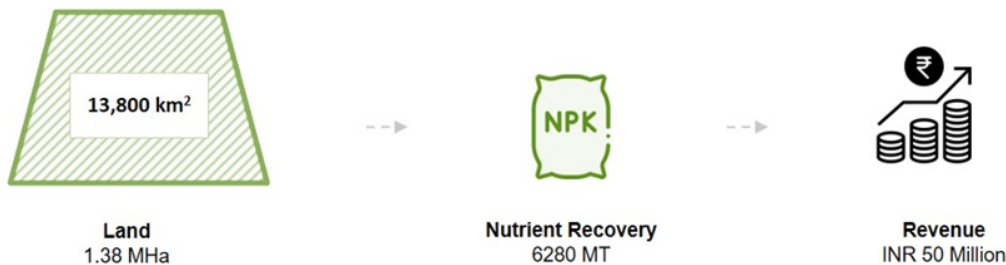 13,800 km²
NPK
₹
Land
1.38 MHa
Nutrient Recovery
6280 MT
Revenue
INR 50 Million